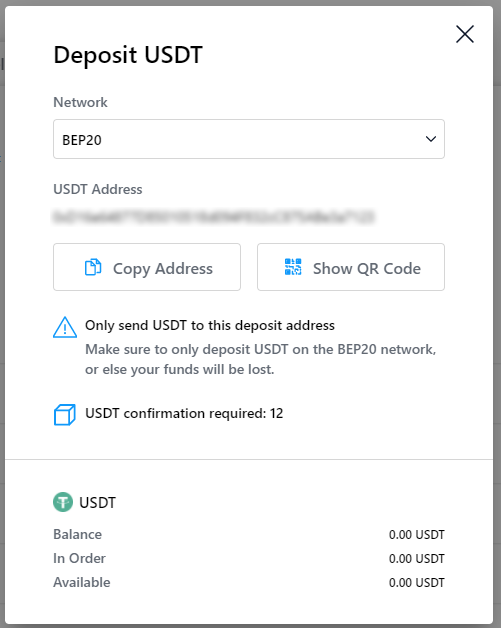 Deposit USDT
Network
BEP20
USDT Address
Copy Address
Show QR Code
Only send USDT to this deposit address
Make sure to only deposit USDT on the BEP20 network,
or else your funds will be lost.
USDT confirmation required: 12
USDT
Balance
0.00 USDT
In Order
0.00 USDT
Available
0.00 USDT